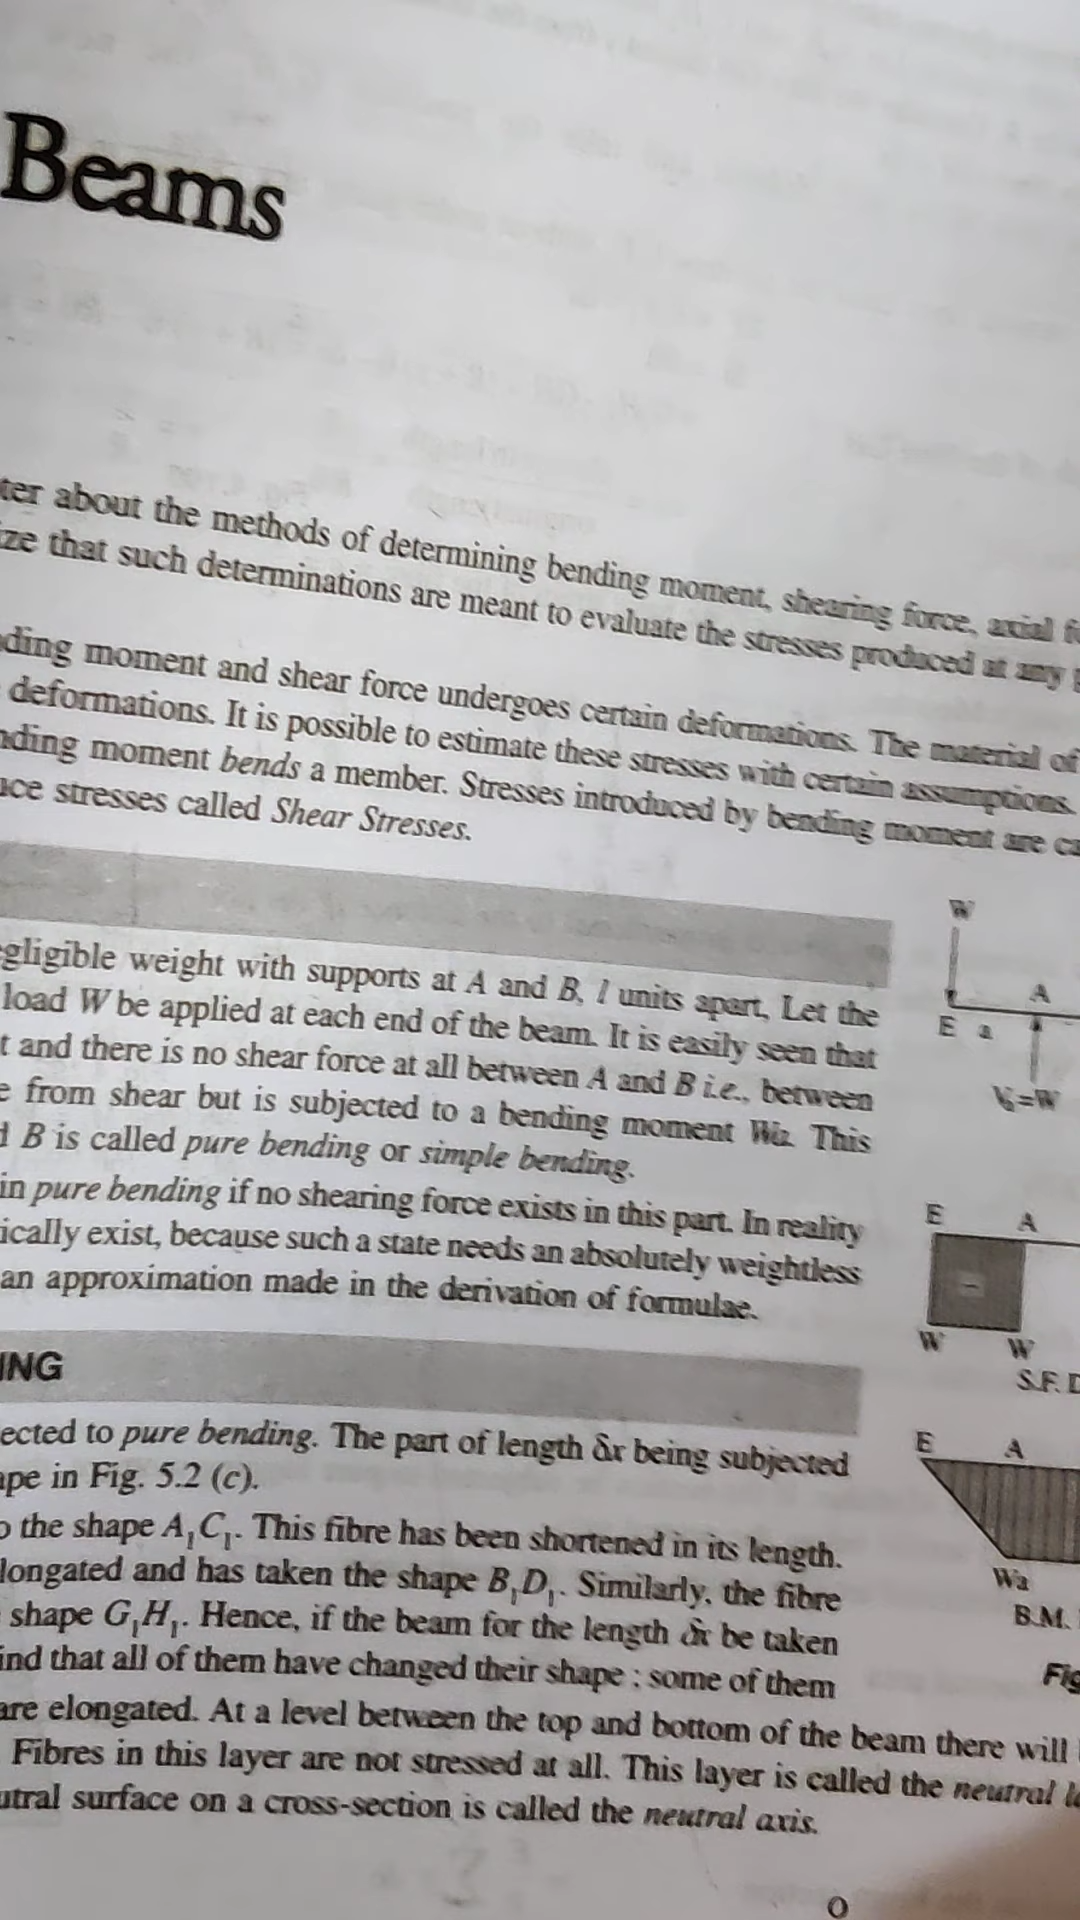 Beams
ter about the methods of determining bending moment, shearing force, axial
ze that such determinations are meant to evaluate the stresses produced at any
ding moment and shear force undergoes certain deformations. The material of
deformations. It is possible to estimate these stresses with certain assumptions.
nding moment bends a member. Stresses introduced by bending moment are ca
uce stresses called Shear Stresses.
W
egligible weight with supports at A and B, l units apart, Let the
A
load W be applied at each end of the beam. It is easily seen that
E a
t and there is no shear force at all between A and B i.e., between
e from shear but is subjected to a bending moment Wa. This
=W
d B is called pure bending or simple bending.
in pure bending if no shearing force exists in this part. In reality
E A
ically exist, because such a state needs an absolutely weightless
an approximation made in the derivation of formulae.
–
W W
ING
S.F. D
ected to pure bending. The part of length δx being subjected
E A
ape in Fig. 5.2 (c).
o the shape A₁C₁. This fibre has been shortened in its length.
longated and has taken the shape B₁D₁. Similarly, the fibre
Wa
shape G₁H₁. Hence, if the beam for the length δx be taken
B.M.
ind that all of them have changed their shape ; some of them
Fig
are elongated. At a level between the top and bottom of the beam there will
Fibres in this layer are not stressed at all. This layer is called the neutral la
utral surface on a cross-section is called the neutral axis.
O